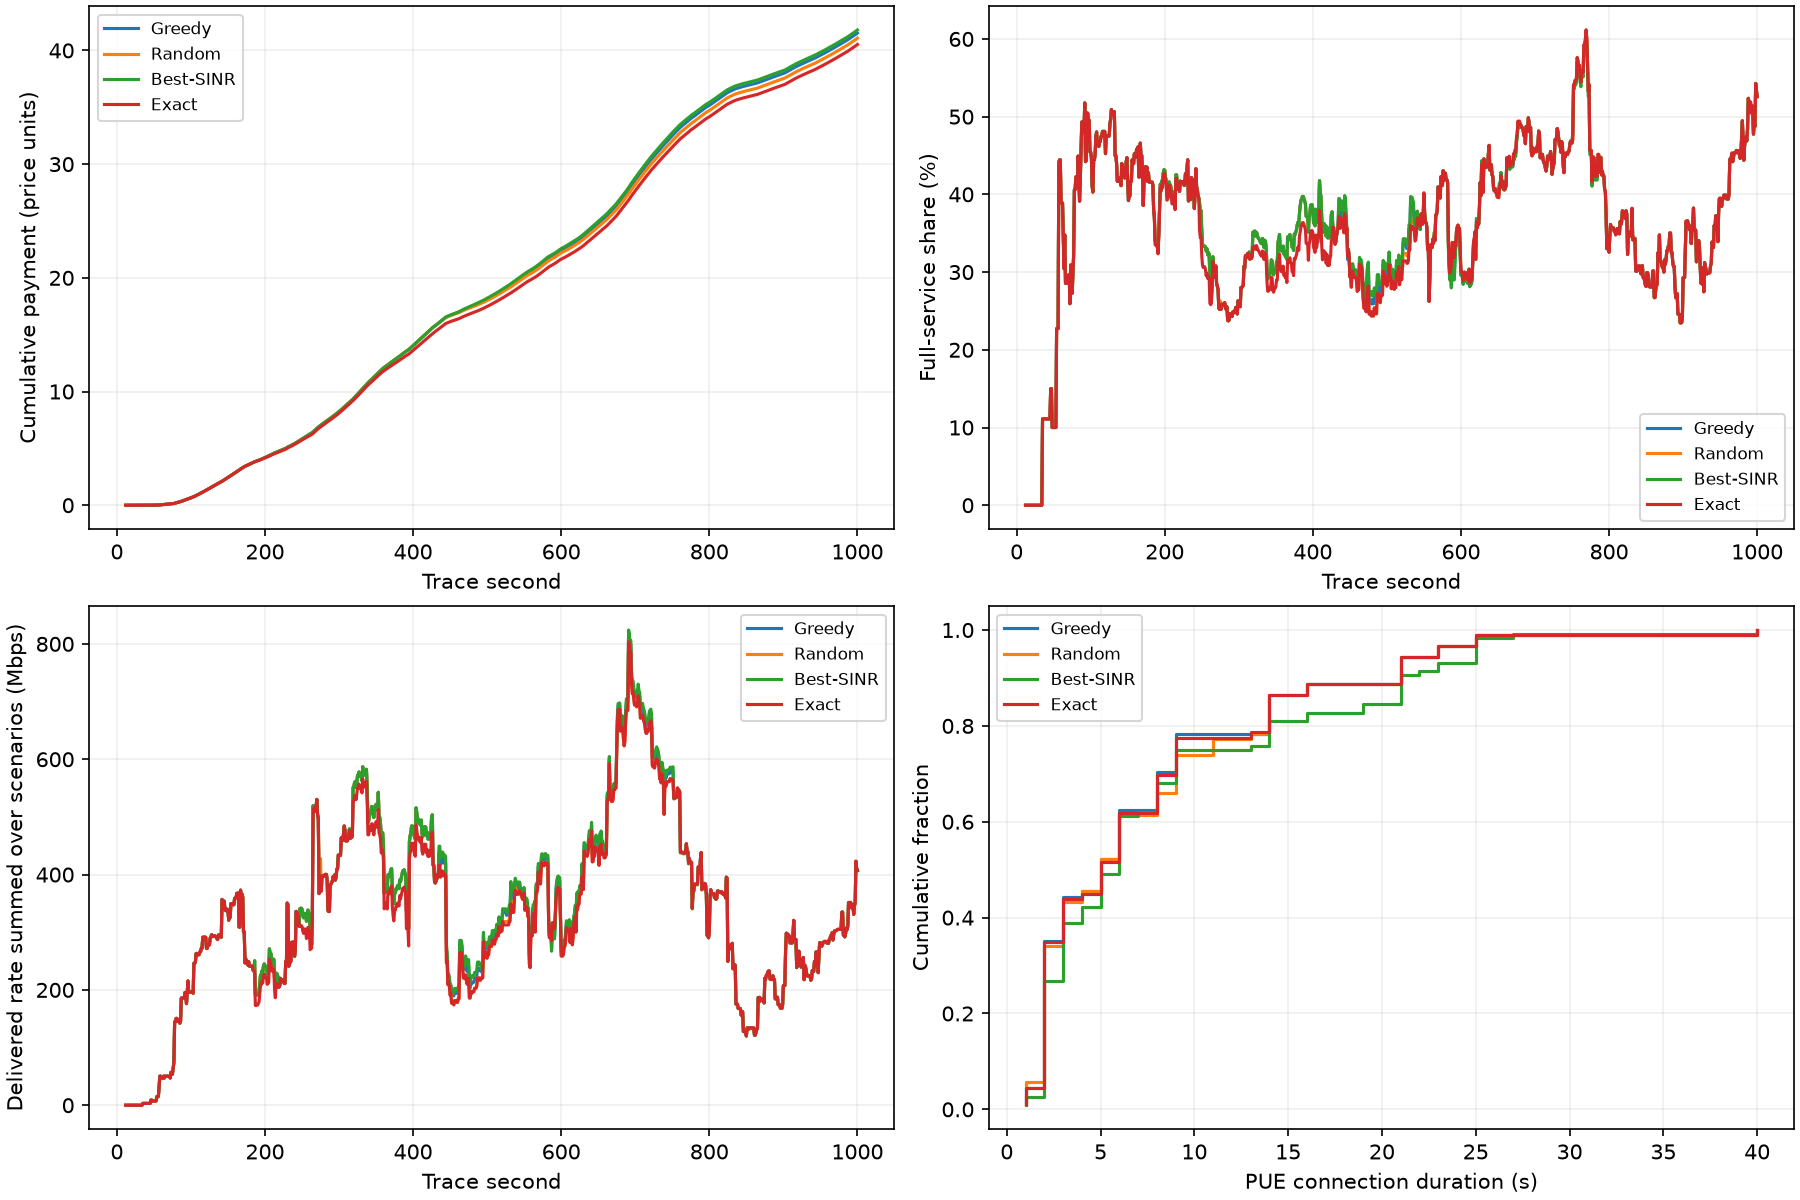 Cumulative payment (price units)
40
30
20
10
0
0
200
400
600
800
1000
Trace second
Greedy
Random
Best-SINR
Exact
Full-service share (%)
60
50
40
30
20
10
0
0
200
400
600
800
1000
Trace second
Greedy
Random
Best-SINR
Exact
Delivered rate summed over scenarios (Mbps)
800
600
400
200
0
0
200
400
600
800
1000
Trace second
Greedy
Random
Best-SINR
Exact
Cumulative fraction
1.0
0.8
0.6
0.4
0.2
0.0
0
5
10
15
20
25
30
35
40
PUE connection duration (s)
Greedy
Random
Best-SINR
Exact